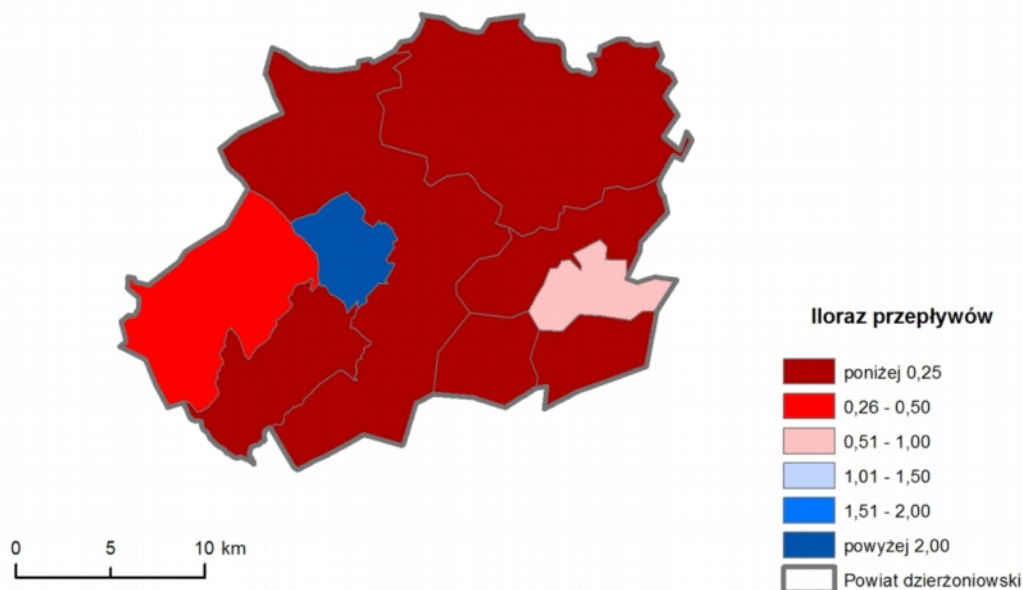 Iloraz przepływów
poniżej 0,25
0,26 - 0,50
0,51 - 1,00
1,01 - 1,50
1,51 - 2,00
powyżej 2,00
Powiat dzierżoniowski
0 5 10 km